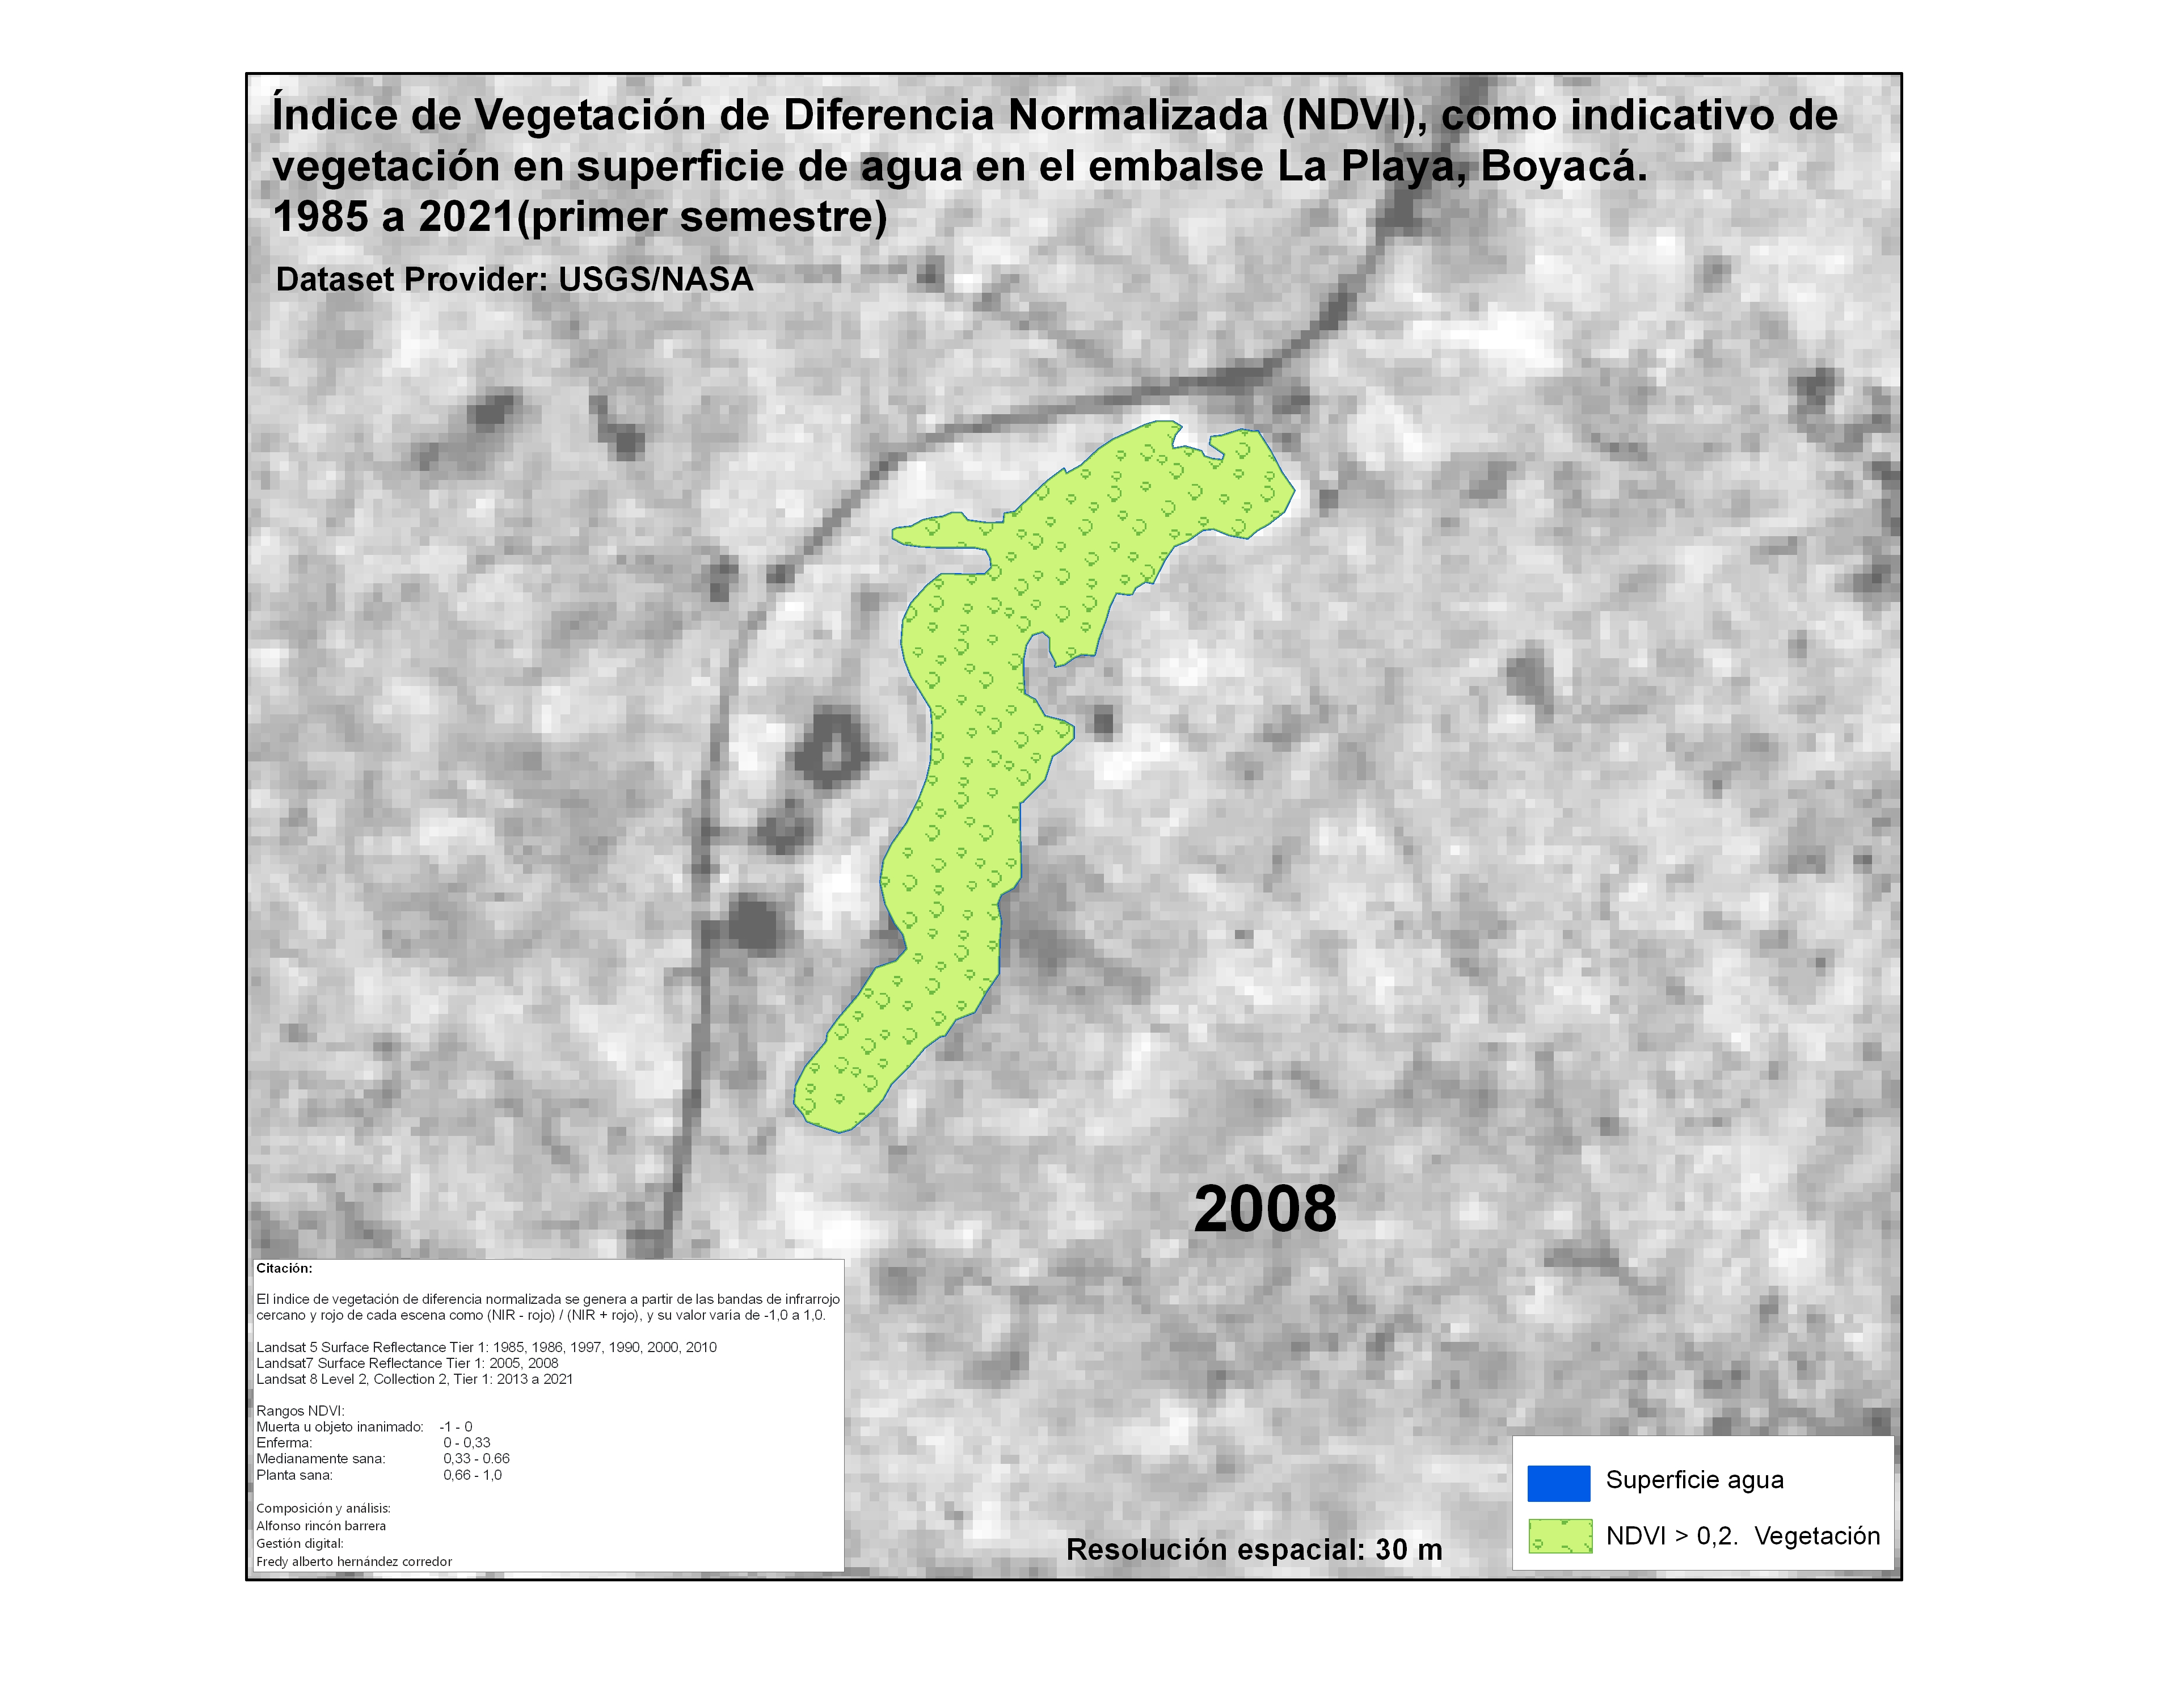 Índice de Vegetación de Diferencia Normalizada (NDVI), como indicativo de
vegetación en superficie de agua en el embalse La Playa, Boyacá.
1985 a 2021(primer semestre)
Dataset Provider: USGS/NASA
2008
Citación:
El indice de vegetación de diferencia normalizada se genera a partir de las bandas de infrarrojo
cercano y rojo de cada escena como (NIR - rojo) / (NIR + rojo), y su valor varia de -1,0 a 1,0.
Landsat 5 Surface Reflectance Tier 1: 1985, 1986, 1997, 1990, 2000, 2010
Landsat7 Surface Reflectance Tier 1: 2005, 2008
Landsat 8 Level 2, Collection 2, Tier 1: 2013 a 2021
Rangos NDVI:
Muerta u objeto inanimado: -1 - 0
Enferma: 0 - 0,33
Medianamente sana: 0,33 - 0.66
Planta sana: 0,66 - 1,0
Composición y análisis:
Alfonso rincón barrera
Gestión digital:
Fredy alberto hernández corredor
Resolución espacial: 30 m
Superficie agua
NDVI > 0,2. Vegetación